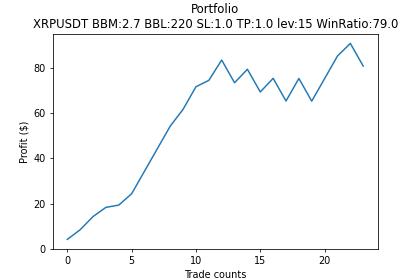 Portfolio
XRPUSDT BBM:2.7 BBL:220 SL:1.0 TP:1.0 lev:15 WinRatio:79.0
80
60
40
20
0
Profit ($)
0 5 10 15 20
Trade counts